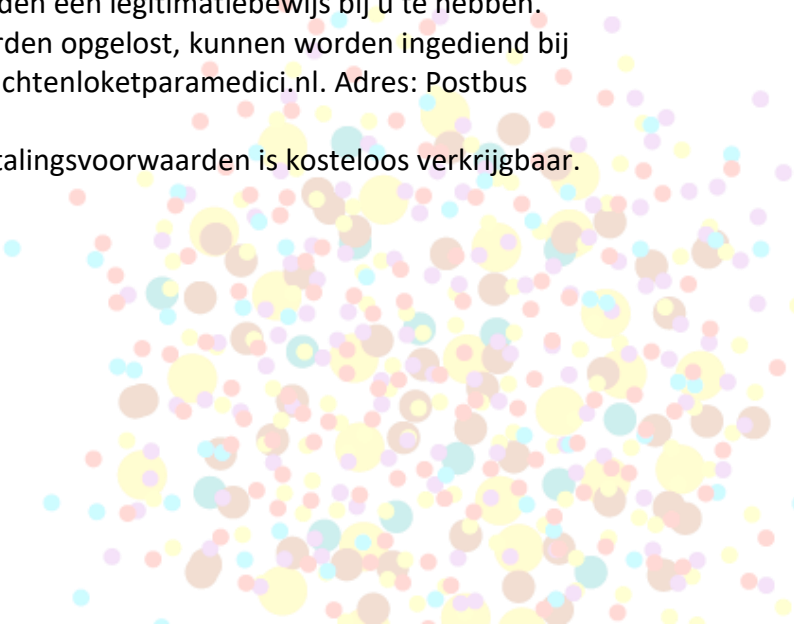 den een legitimatiebewijs bij u te hebben.
rden opgelost, kunnen worden ingediend bij
chtenloketparamedici.nl. Adres: Postbus
talingsvoorwaarden is kosteloos verkrijgbaar.